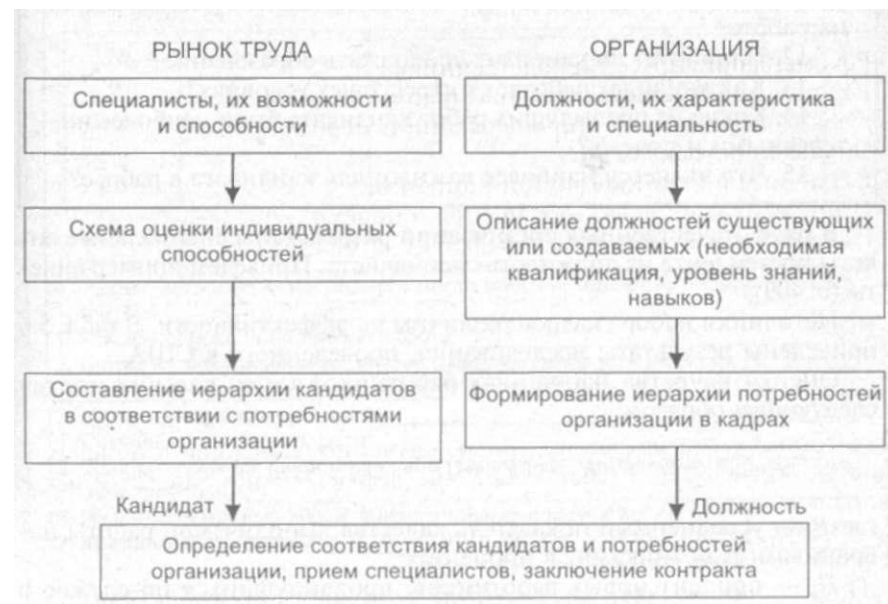 РЫНОК ТРУДА
Специалисты, их возможности
и способности
Схема оценки индивидуальных
способностей
Составление иерархии кандидатов
в соответствии с потребностями
организации
Кандидат
ОРГАНИЗАЦИЯ
Должности, их характеристика
и специальность
Описание должностей существующих
и ожидаемых (необходимая
квалификация, уровень знаний,
навыков)
Формирование иерархии потребностей
организации в кадрах
Должность
Определение соответствия кандидатов и потребностей
организации, прием специалистов, заключение контракта